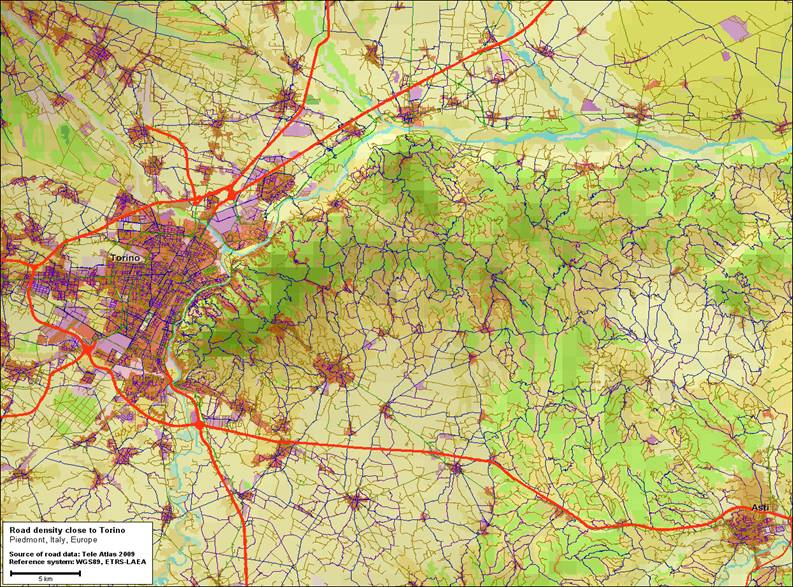 Torino
Asti
Road density close to Torino
Piedmont, Italy, Europe
Source of road data: Tele Atlas 2009
Reference system: WGS89, ETRS-LAEA
5 km